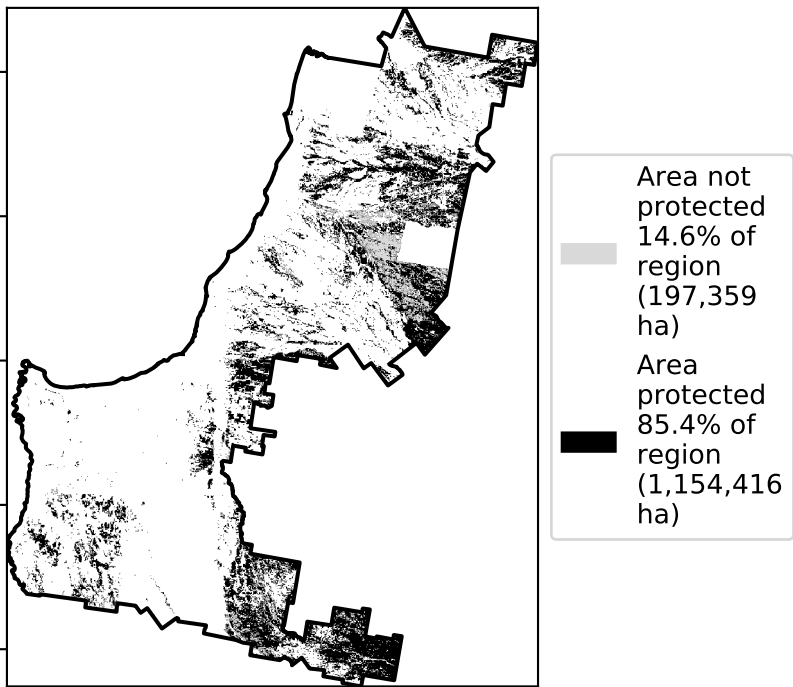 Area not
protected
14.6% of
region
(197,359
ha)
Area
protected
85.4% of
region
(1,154,416
ha)